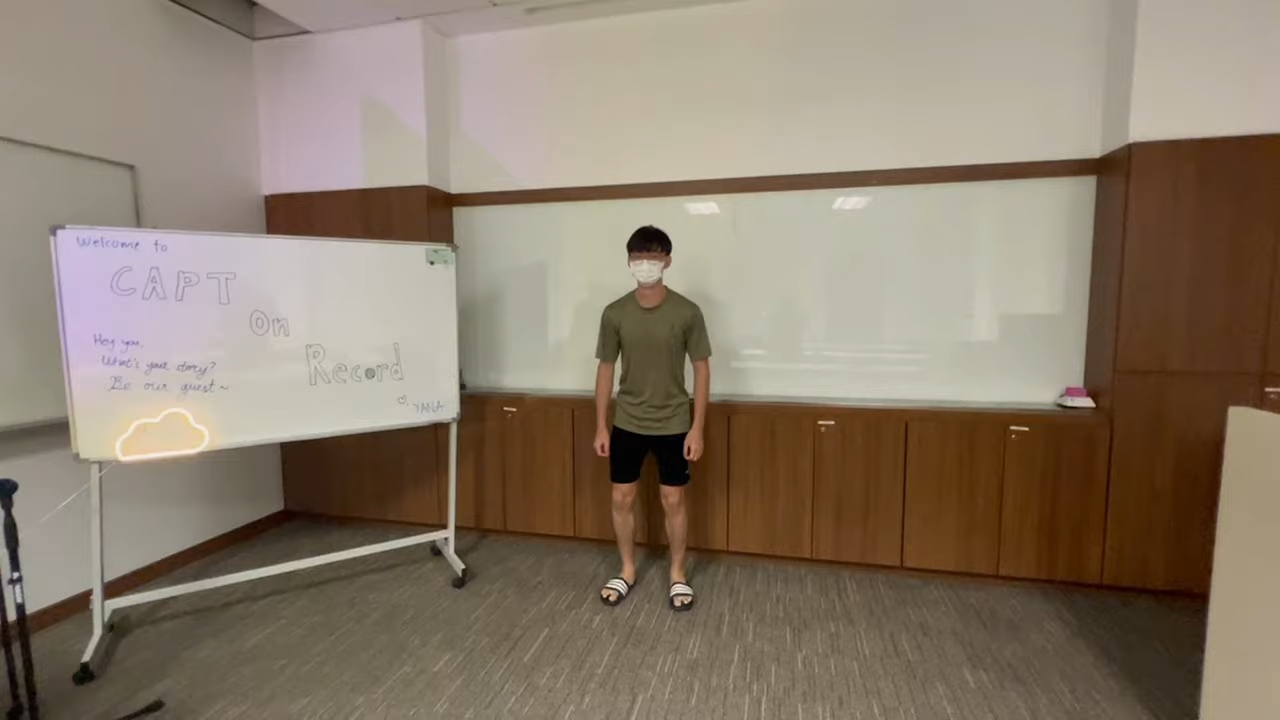 Welcome to
CAPT
On
Record
Hey you,
What's your story?
Be our guest~
♡, YANA